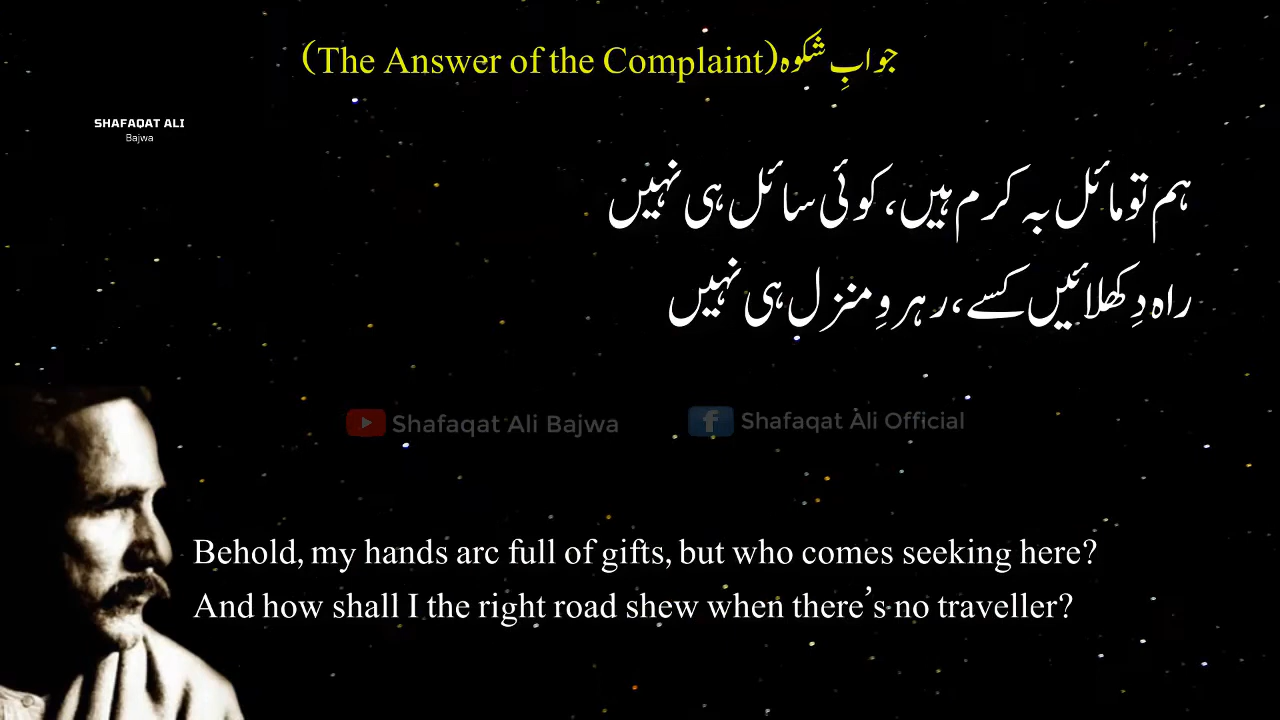 (The Answer of the Complaint)جوابِ شکوہ
SHAFAQAT ALI
Bajwa
ہم تو مائل بہ کرم ہیں، کوئی سائل ہی نہیں
راہ دِکھلائیں کسے، رہروِ منزل ہی نہیں
Shafaqat Ali Bajwa
Shafaqat Ali Official
Behold, my hands arc full of gifts, but who comes seeking here?
And how shall I the right road shew when there's no traveller?